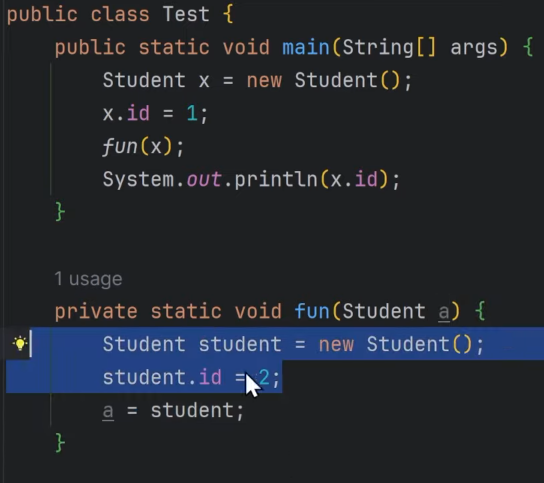 public class Test {
public static void main(String[] args) {
Student x = new Student();
x.id = 1;
fun(x);
System.out.println(x.id);
}
1 usage
private static void fun(Student a) {
Student student = new Student();
student.id = 2;
a = student;
}